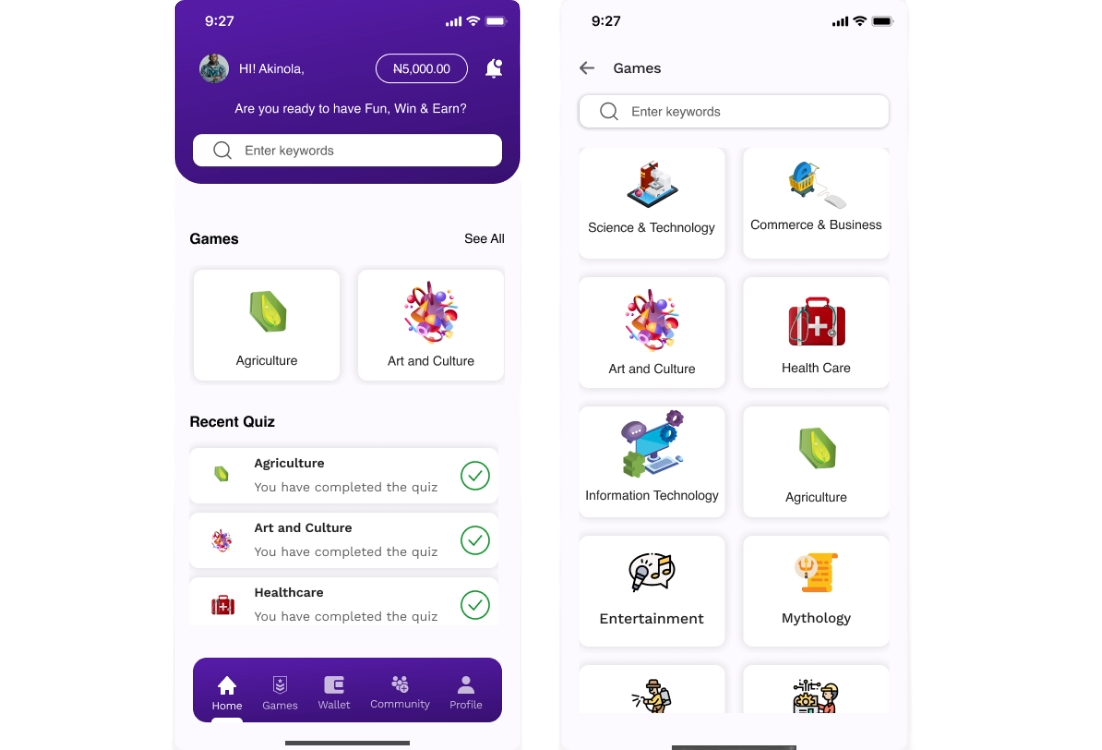 9:27
HI! Akinola,
₦5,000.00
Are you ready to have Fun, Win & Earn?
Enter keywords
Games
See All
Agriculture
Art and Culture
Recent Quiz
Agriculture
You have completed the quiz
Art and Culture
You have completed the quiz
Healthcare
You have completed the quiz
Home
Games
Wallet
Community
Profile
9:27
Games
Enter keywords
Science & Technology
Commerce & Business
Art and Culture
Health Care
Information Technology
Agriculture
Entertainment
Mythology